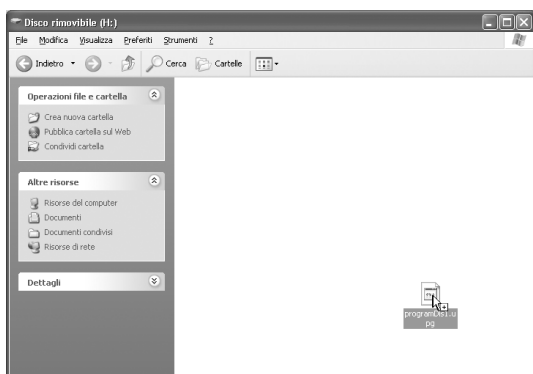 Disco rimovibile (H:)
File Modifica Visualizza Preferiti Strumenti ?
Indietro Cerca Cartelle
Operazioni file e cartella
Crea nuova cartella
Pubblica cartella sul Web
Condividi cartella
Altre risorse
Risorse del computer
Documenti
Documenti condivisi
Risorse di rete
Dettagli
programDis1.u
pg